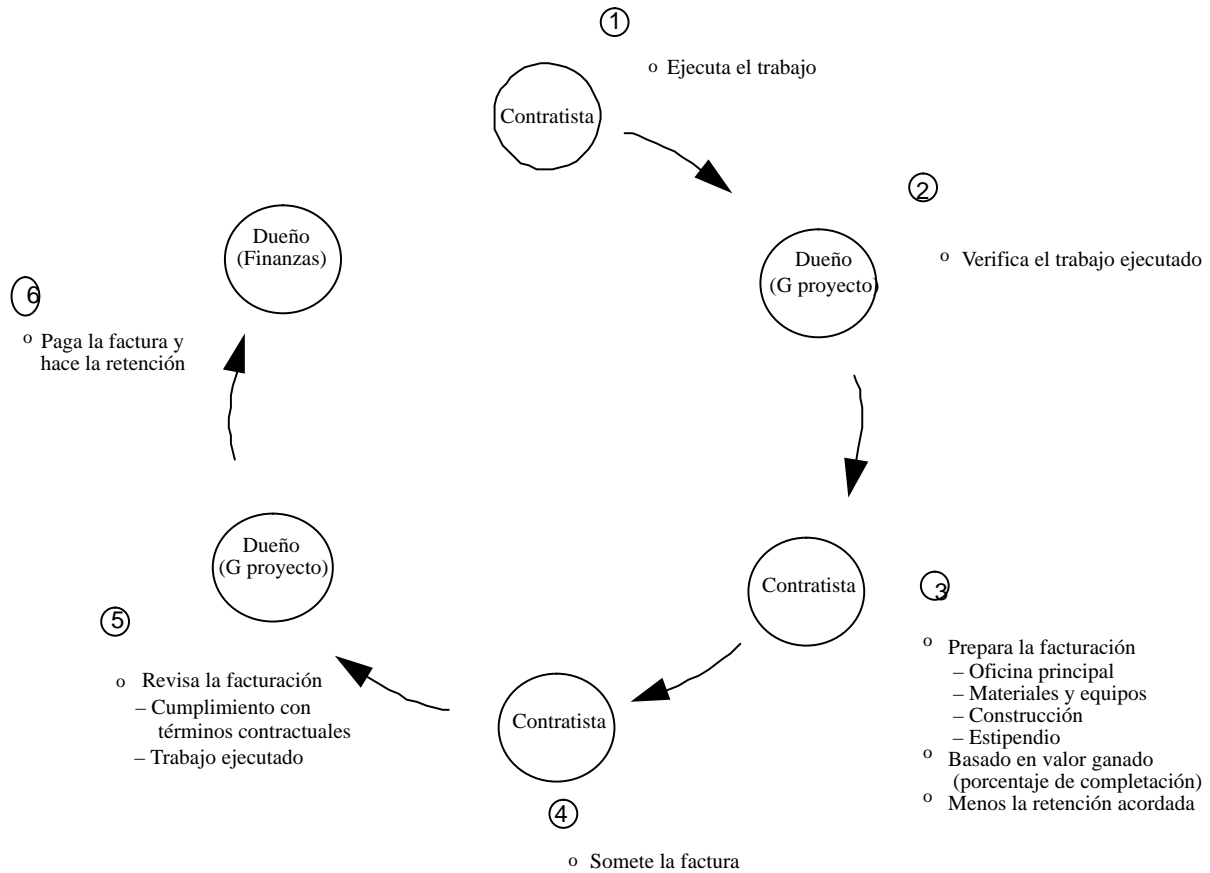 1
o Ejecuta el trabajo
Contratista
2
Dueño
(G proyecto)
o Verifica el trabajo ejecutado
Contratista
3
o Prepara la facturación
– Oficina principal
– Materiales y equipos
– Construcción
– Estipendio
o Basado en valor ganado
(porcentaje de completación)
o Menos la retención acordada
Contratista
4
o Somete la factura
Dueño
(G proyecto)
5
o Revisa la facturación
– Cumplimiento con
términos contractuales
– Trabajo ejecutado
Dueño
(Finanzas)
6
o Paga la factura y
hace la retención